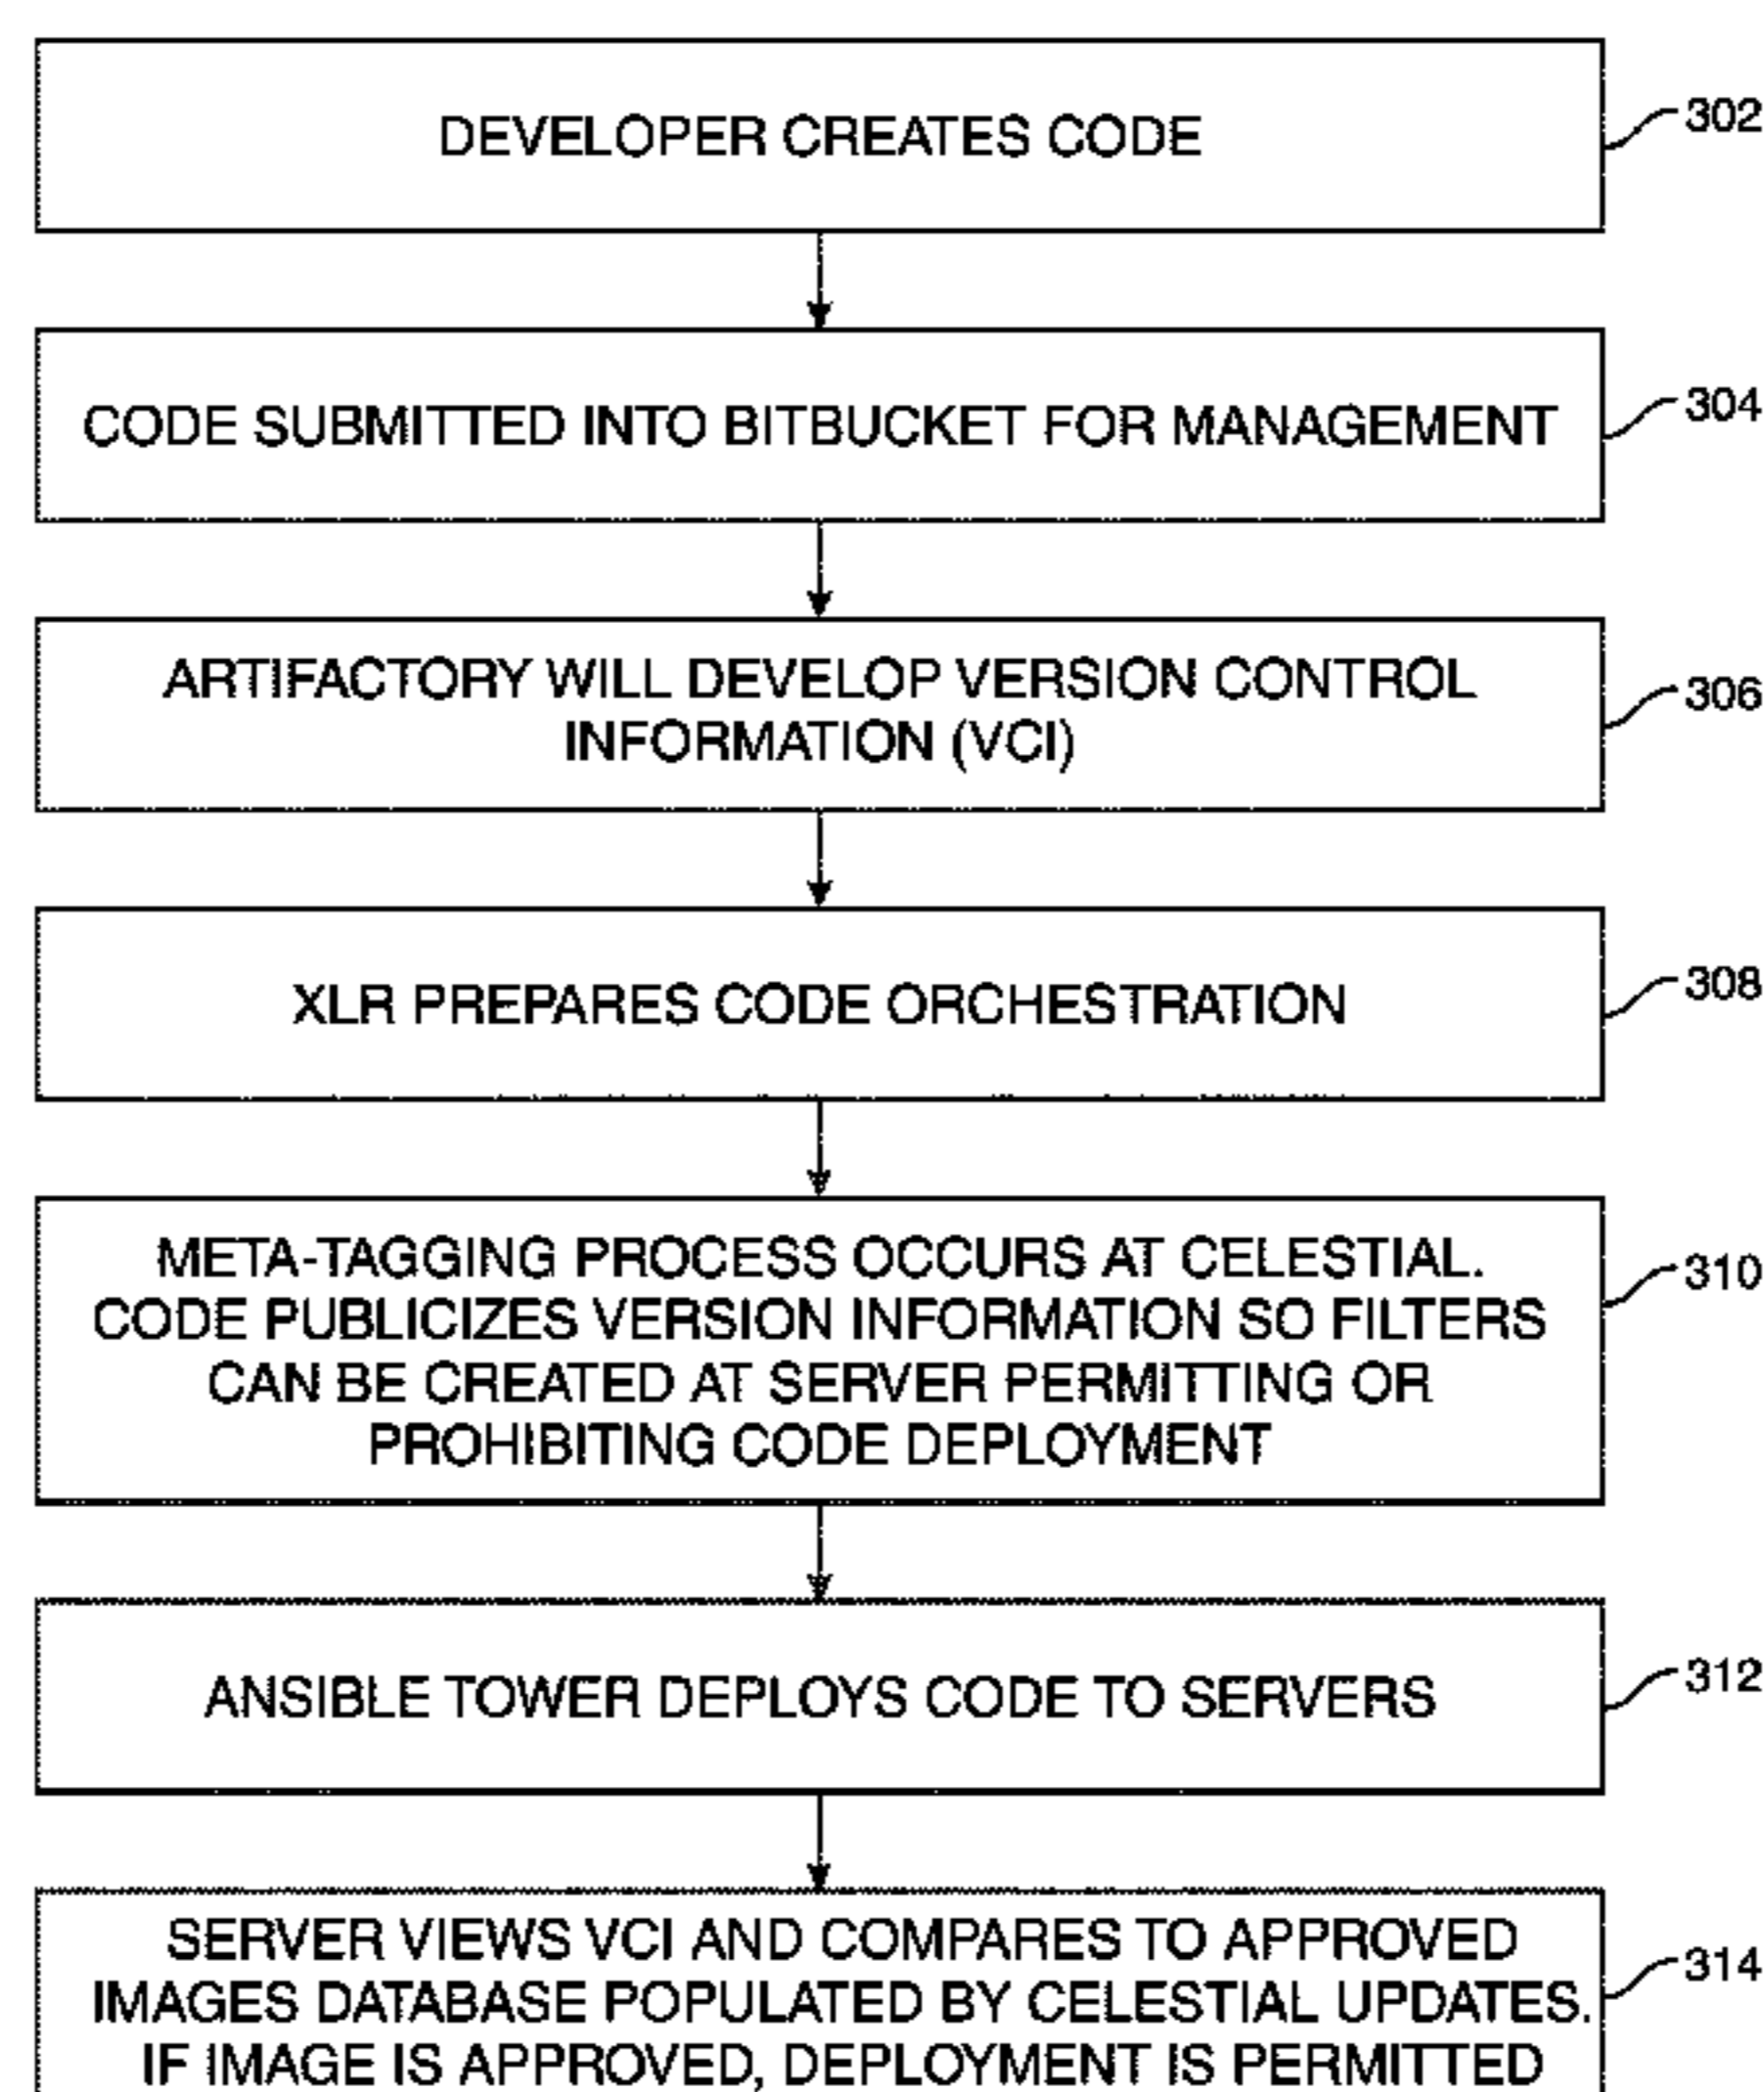 DEVELOPER CREATES CODE
302
CODE SUBMITTED INTO BITBUCKET FOR MANAGEMENT
304
ARTIFACTORY WILL DEVELOP VERSION CONTROL
INFORMATION (VCI)
306
XLR PREPARES CODE ORCHESTRATION
308
META-TAGGING PROCESS OCCURS AT CELESTIAL.
CODE PUBLICIZES VERSION INFORMATION SO FILTERS
CAN BE CREATED AT SERVER PERMITTING OR
PROHIBITING CODE DEPLOYMENT
310
ANSIBLE TOWER DEPLOYS CODE TO SERVERS
312
SERVER VIEWS VCI AND COMPARES TO APPROVED
IMAGES DATABASE POPULATED BY CELESTIAL UPDATES.
IF IMAGE IS APPROVED, DEPLOYMENT IS PERMITTED
314